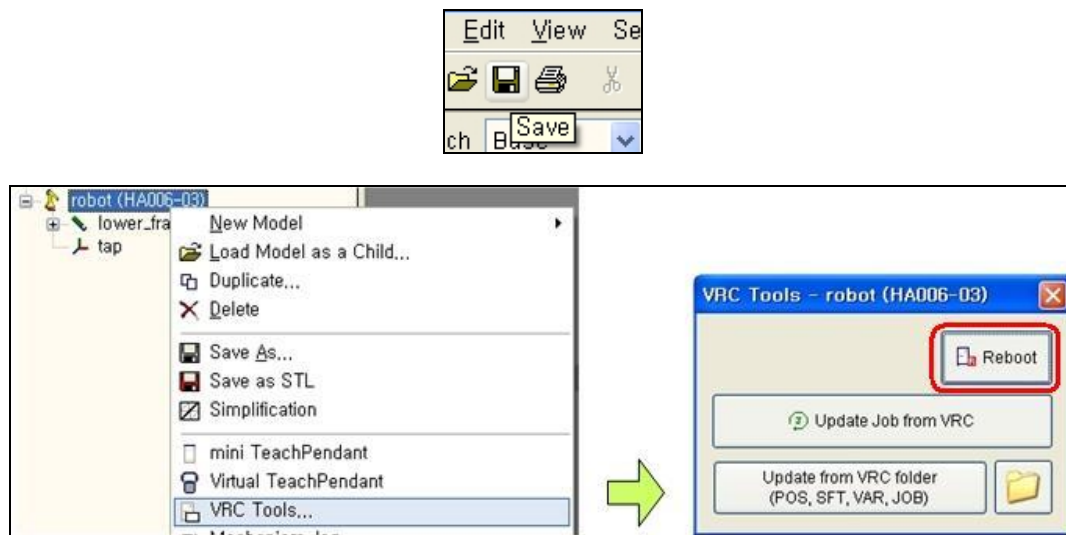 Edit View Se
Save
ch
robot (HA006-03)
lower_fra
tap
New Model
Load Model as a Child...
Duplicate...
Delete
Save As...
Save as STL
Simplification
mini TeachPendant
Virtual TeachPendant
VRC Tools...
VRC Tools - robot (HA006-03)
Reboot
Update Job from VRC
Update from VRC folder
(POS, SFT, VAR, JOB)